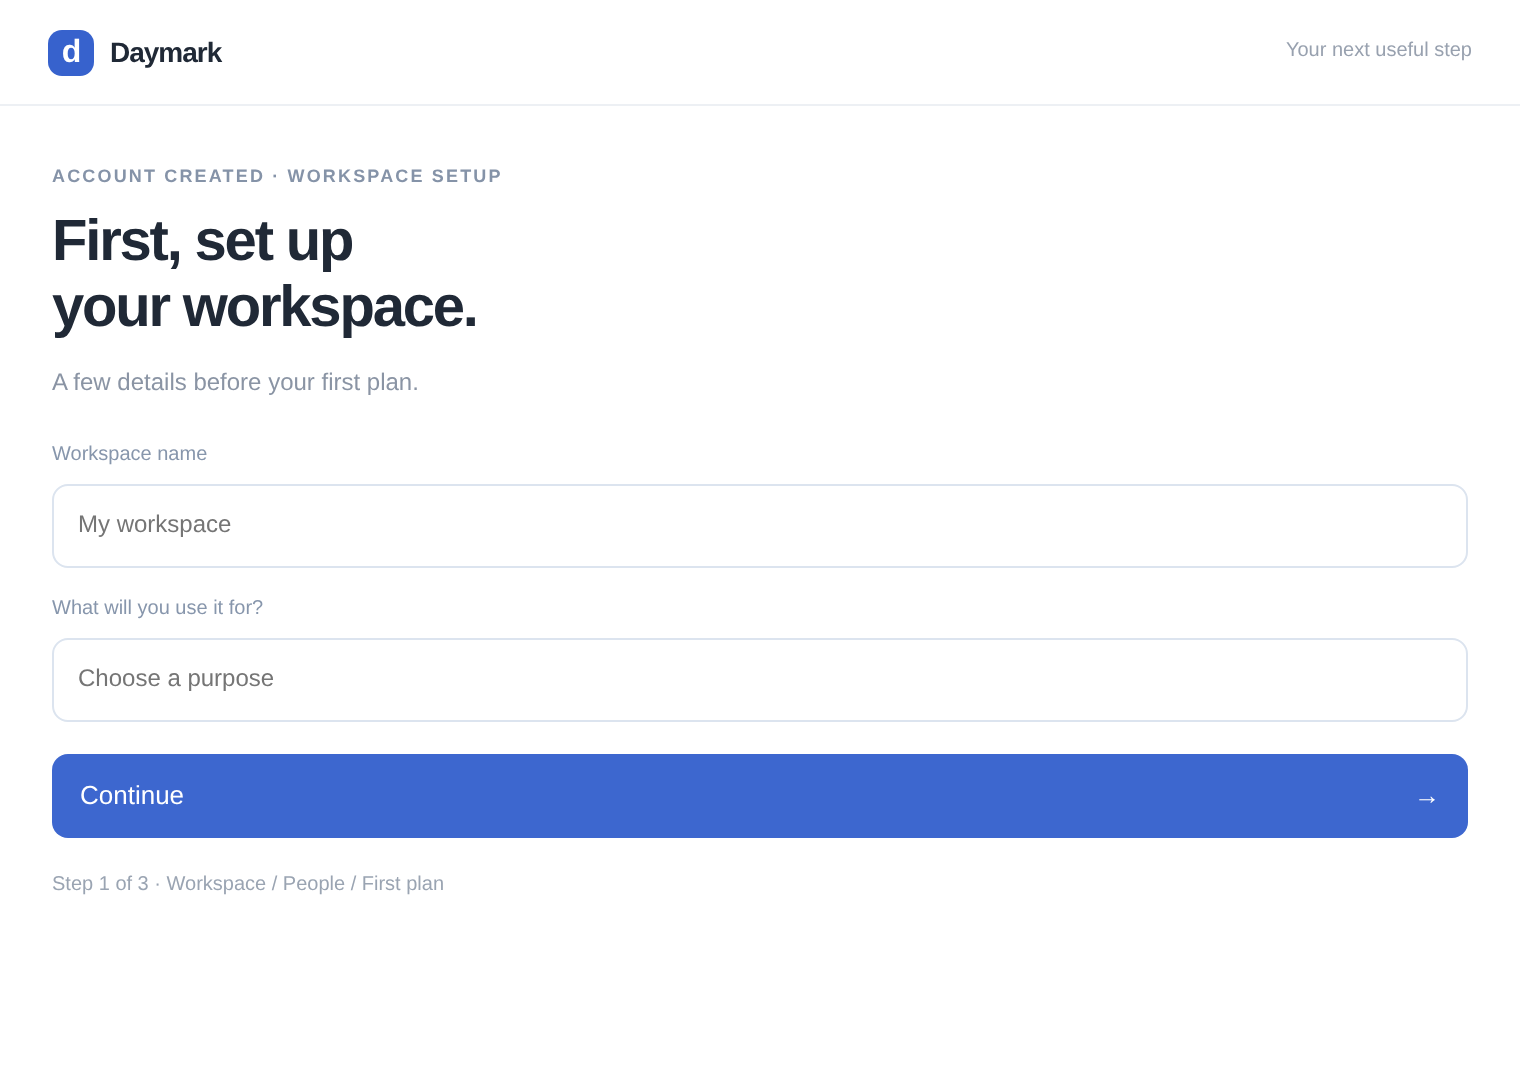 d
Daymark
Your next useful step
ACCOUNT CREATED · WORKSPACE SETUP
First, set up
your workspace.
A few details before your first plan.
Workspace name
My workspace
What will you use it for?
Choose a purpose
Continue →
Step 1 of 3 · Workspace / People / First plan